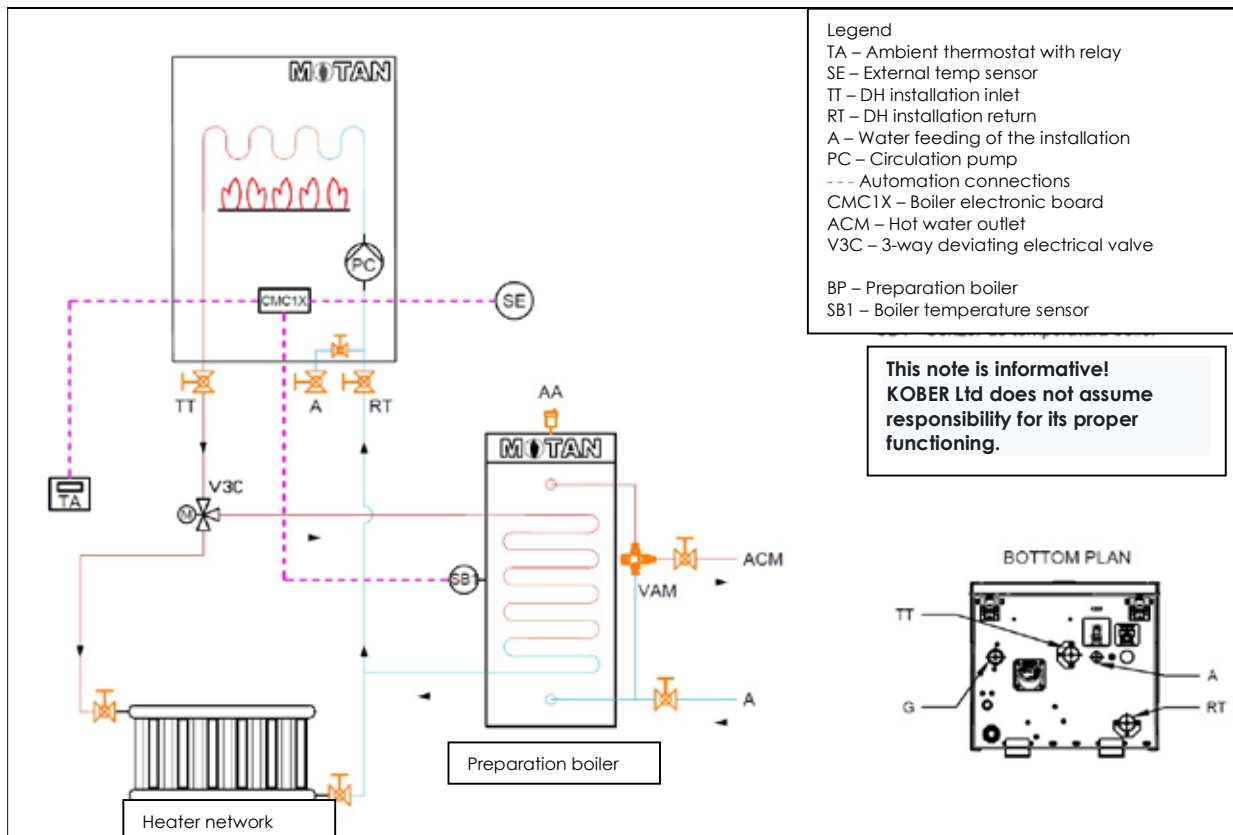 MOTAN
PC
CMC1X
SE
TT
A
RT
TA
V3C
M
AA
MOTAN
SB1
VAM
ACM
A
Preparation boiler
Heater network
Legend
TA – Ambient thermostat with relay
SE – External temp sensor
TT – DH installation inlet
RT – DH installation return
A – Water feeding of the installation
PC – Circulation pump
- - - Automation connections
CMC1X – Boiler electronic board
ACM – Hot water outlet
V3C – 3-way deviating electrical valve
BP – Preparation boiler
SB1 – Boiler temperature sensor
This note is informative!
KOBER Ltd does not assume
responsibility for its proper
functioning.
BOTTOM PLAN
TT
G
A
RT